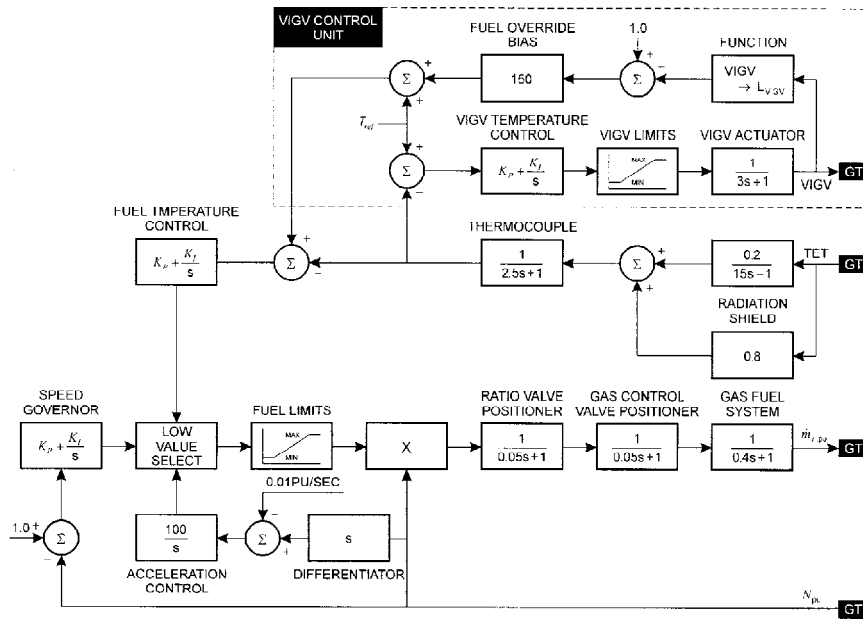 VIGV CONTROL
UNIT
FUEL OVERRIDE
BIAS
1.0
FUNCTION
+
+
−
150
Σ
VIGV
→ L_VIGV
+
Σ
+
T_ref
VIGV TEMPERATURE
CONTROL
VIGV LIMITS
VIGV ACTUATOR
+
Σ
−
K_P + K_I/s
MAX
MIN
1/3s+1
VIGV
GT
FUEL TMPERATURE
CONTROL
THERMOCOUPLE
K_P + K_I/s
+
Σ
−
1/2.5s+1
+
Σ
+
0.2/15s−1
TET
GT
RADIATION
SHIELD
0.8
SPEED
GOVERNOR
FUEL LIMITS
RATIO VALVE
POSITIONER
GAS CONTROL
VALVE POSITIONER
GAS FUEL
SYSTEM
K_P + K_I/s
LOW
VALUE
SELECT
MAX
MIN
X
1/0.05s+1
1/0.05s+1
1/0.4s+1
GT
0.01PU/SEC
1.0
+
Σ
−
100/s
−
Σ
+
s
ACCELERATION
CONTROL
DIFFERENTIATOR
N_pu
GT